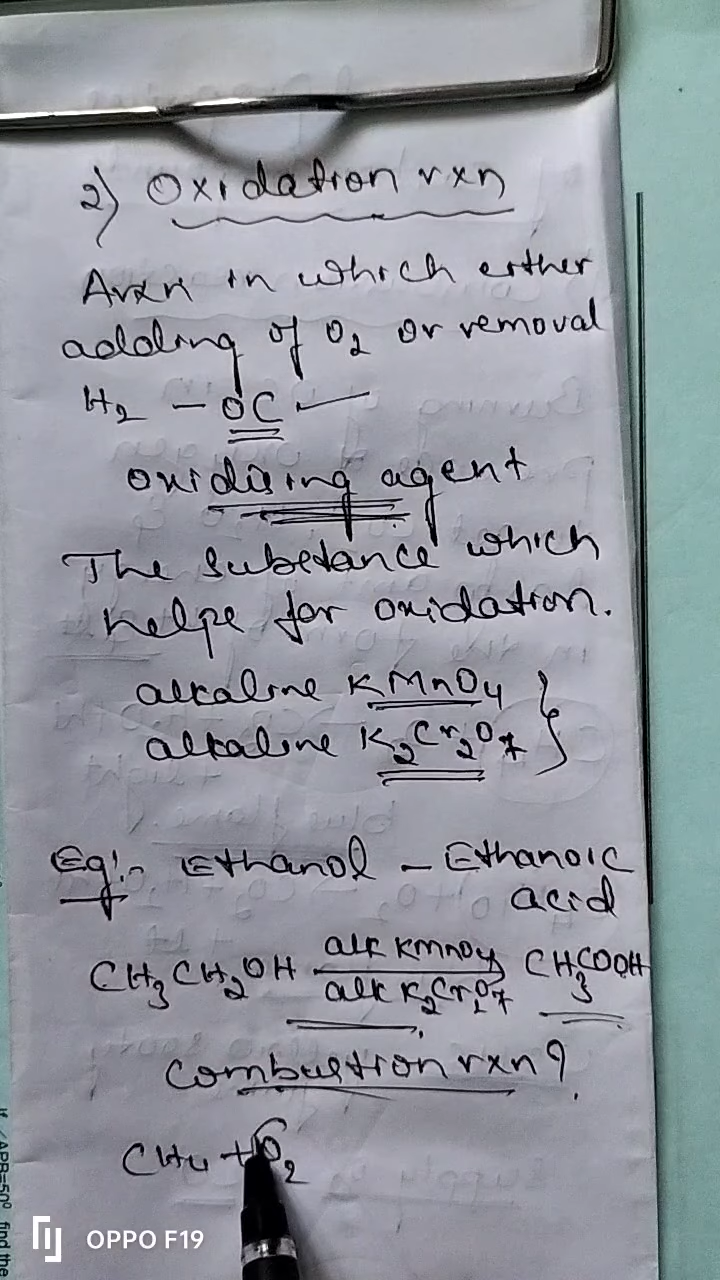 2) Oxidation rxn
A rxn in which either
adding of O₂ or removal
H₂ - OC
oxidising agent
The substance which
helps for oxidation.
alkaline KMnO₄
alkaline K₂Cr₂O₇
Eg:- Ethanol - Ethanoic
acid
CH₃CH₂OH alk KMnO₄ CH₃COOH
alk K₂Cr₂O₇
Combustion rxn?
CH₄ + O₂
OPPO F19